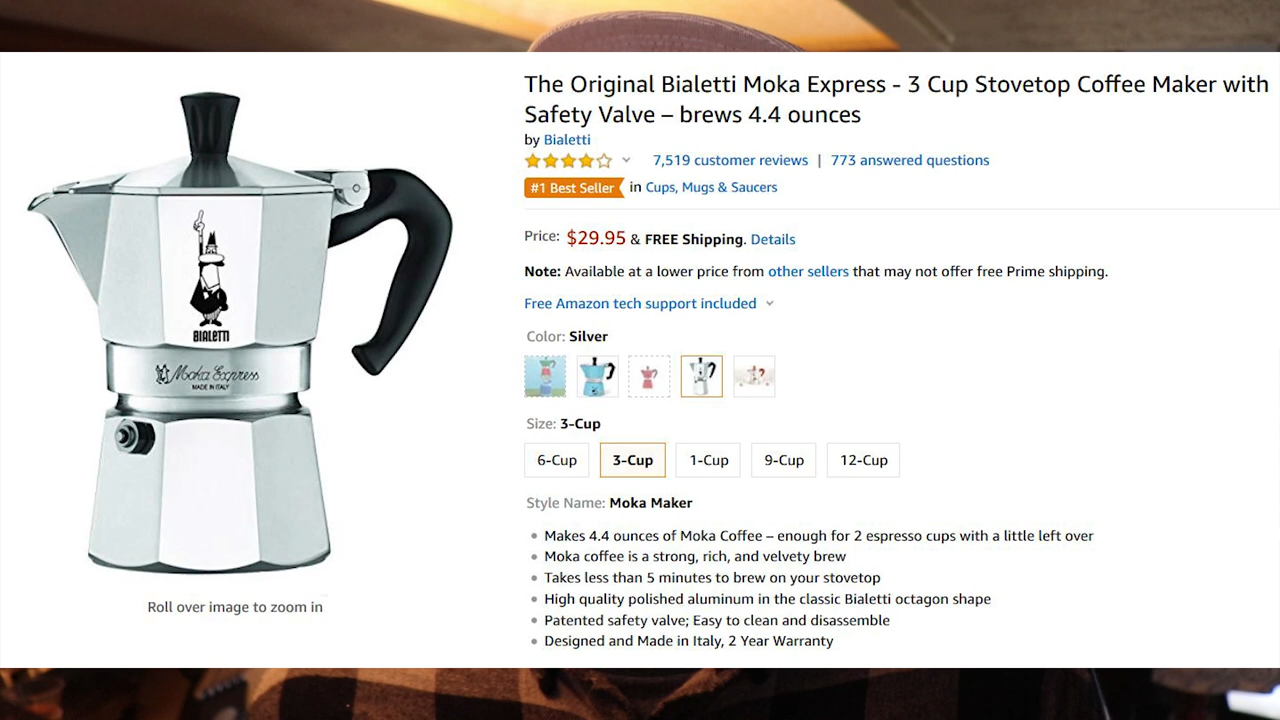 The Original Bialetti Moka Express - 3 Cup Stovetop Coffee Maker with
Safety Valve – brews 4.4 ounces
by Bialetti
7,519 customer reviews | 773 answered questions
#1 Best Seller in Cups, Mugs & Saucers
Price: $29.95 & FREE Shipping. Details
Note: Available at a lower price from other sellers that may not offer free Prime shipping.
Free Amazon tech support included
Color: Silver
Size: 3-Cup
6-Cup 3-Cup 1-Cup 9-Cup 12-Cup
Style Name: Moka Maker
Makes 4.4 ounces of Moka Coffee – enough for 2 espresso cups with a little left over
Moka coffee is a strong, rich, and velvety brew
Takes less than 5 minutes to brew on your stovetop
High quality polished aluminum in the classic Bialetti octagon shape
Patented safety valve; Easy to clean and disassemble
Designed and Made in Italy, 2 Year Warranty
BIALETTI
Moka Express
MADE IN ITALY
Roll over image to zoom in